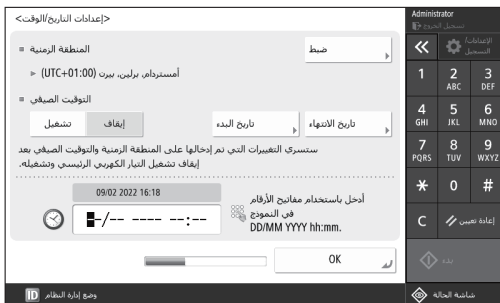 <إعدادات التاريخ/الوقت>
المنطقة الزمنية
ضبط
(UTC+01:00) أمستردام, برلين, بيرت
التوقيت الصيفي
تشغيل
إيقاف
تاريخ البدء
تاريخ الانتهاء
ستسري التغييرات التي تم إدخالها على المنطقة الزمنية والتوقيت الصيفي بعد
إيقاف تشغيل التيار الكهربي الرئيسي وتشغيله.
09/02 2022 16:18
-/-- ---- --:--
أدخل باستخدام مفاتيح الأرقام
في النموذج
DD/MM YYYY hh:mm.
OK
وضع إدارة النظام
Administrator
تسجيل الخروج
الإعدادات/
التسجيل
1
2
ABC
3
DEF
4
GHI
5
JKL
6
MNO
7
PQRS
8
TUV
9
WXYZ
*
0
#
C
إعادة تعيين
بدء
شاشة الحالة